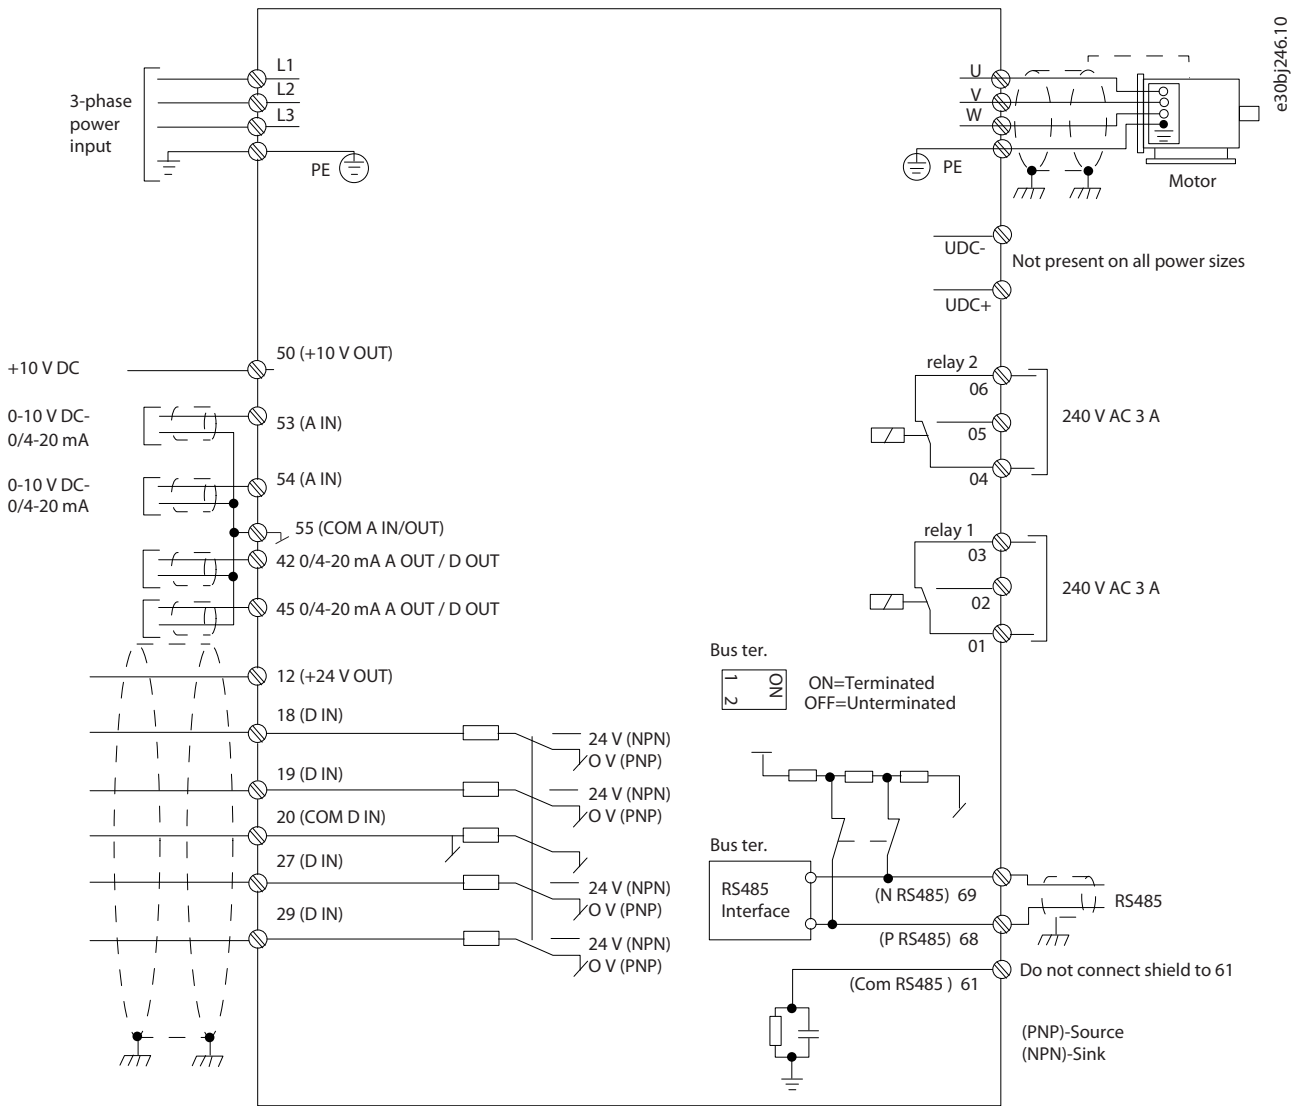 e30bj246.10
L1
L2
L3
3-phase
power
input
PE
U
V
W
PE
Motor
UDC-
Not present on all power sizes
UDC+
+10 V DC
50 (+10 V OUT)
0-10 V DC-
0/4-20 mA
53 (A IN)
0-10 V DC-
0/4-20 mA
54 (A IN)
55 (COM A IN/OUT)
42 0/4-20 mA A OUT / D OUT
45 0/4-20 mA A OUT / D OUT
12 (+24 V OUT)
18 (D IN)
24 V (NPN)
O V (PNP)
19 (D IN)
24 V (NPN)
O V (PNP)
20 (COM D IN)
27 (D IN)
24 V (NPN)
O V (PNP)
29 (D IN)
24 V (NPN)
O V (PNP)
relay 2
06
05
04
240 V AC 3 A
relay 1
03
02
01
240 V AC 3 A
Bus ter.
1
2
ON
ON=Terminated
OFF=Unterminated
Bus ter.
RS485
Interface
(N RS485) 69
(P RS485) 68
RS485
(Com RS485 ) 61
Do not connect shield to 61
(PNP)-Source
(NPN)-Sink